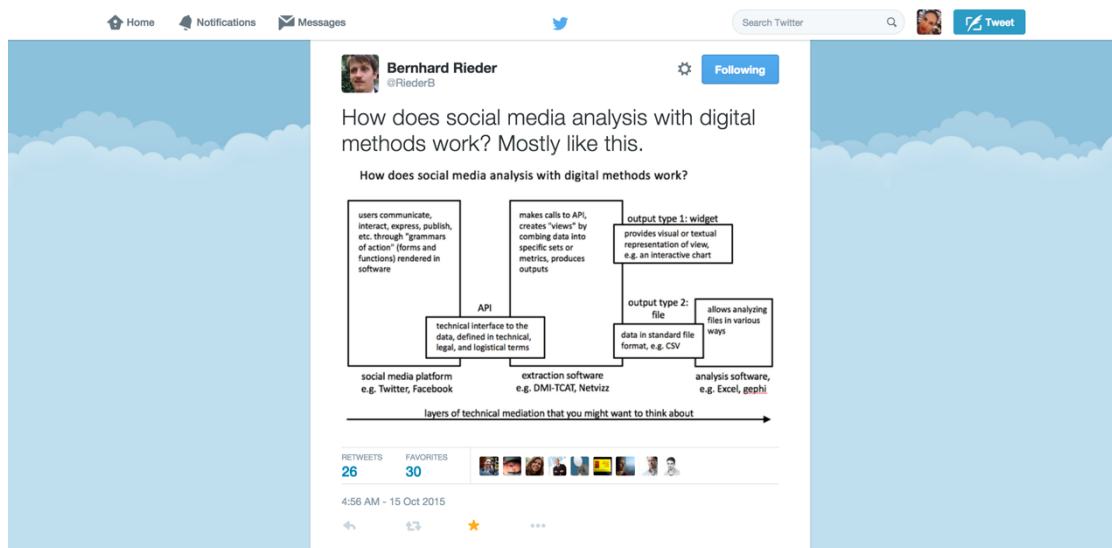 Home
Notifications
Messages
Search Twitter
Tweet
Bernhard Rieder
@RiederB
Following
How does social media analysis with digital
methods work? Mostly like this.
How does social media analysis with digital methods work?
users communicate,
interact, express, publish,
etc. through "grammars
of action" (forms and
functions) rendered in
software
API
technical interface to the
data, defined in technical,
legal, and logistical terms
social media platform
e.g. Twitter, Facebook
makes calls to API,
creates "views" by
combing data into
specific sets or
metrics, produces
outputs
extraction software
e.g. DMI-TCAT, Netvizz
output type 1: widget
provides visual or textual
representation of view,
e.g. an interactive chart
output type 2:
file
data in standard file
format, e.g. CSV
allows analyzing
files in various
ways
analysis software,
e.g. Excel, gephi
layers of technical mediation that you might want to think about
RETWEETS
26
FAVORITES
30
4:56 AM - 15 Oct 2015